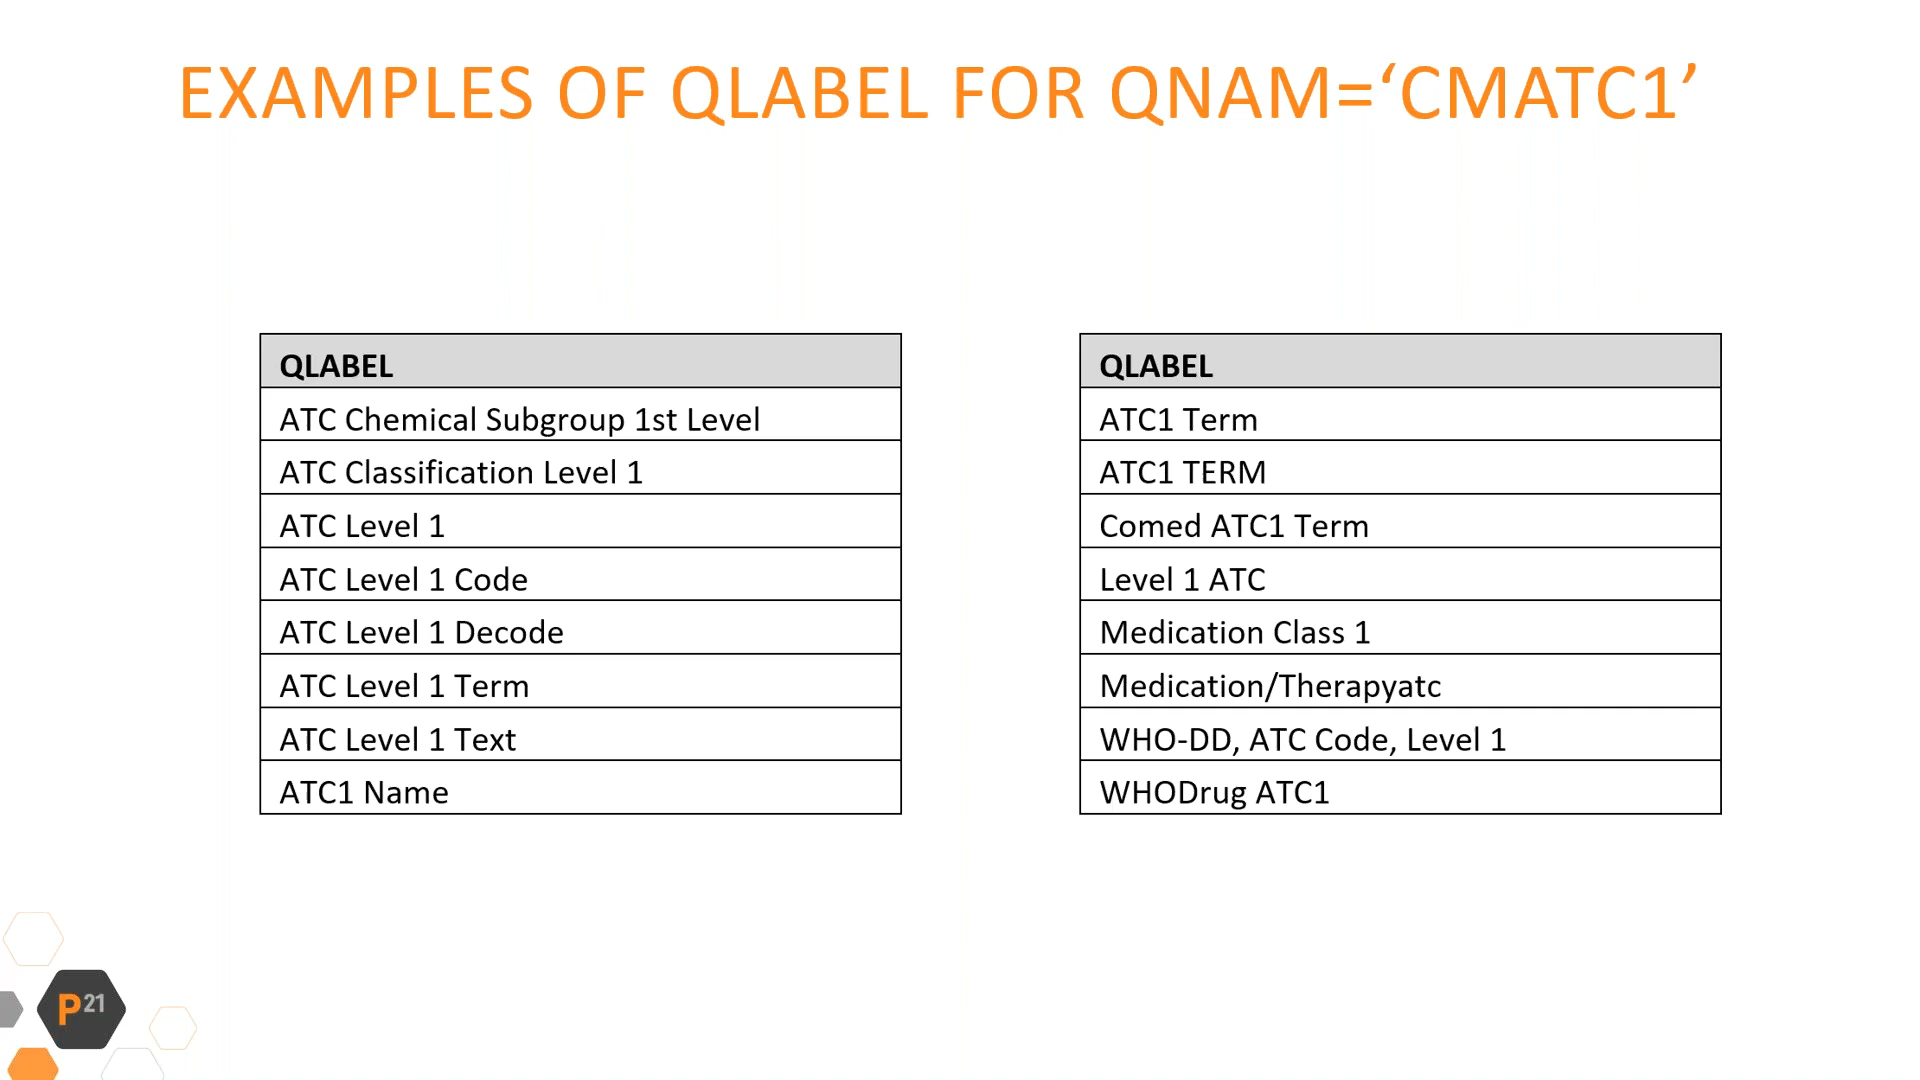 EXAMPLES OF QLABEL FOR QNAM=‘CMATC1’
QLABEL
ATC Chemical Subgroup 1st Level
ATC Classification Level 1
ATC Level 1
ATC Level 1 Code
ATC Level 1 Decode
ATC Level 1 Term
ATC Level 1 Text
ATC1 Name
QLABEL
ATC1 Term
ATC1 TERM
Comed ATC1 Term
Level 1 ATC
Medication Class 1
Medication/Therapyatc
WHO-DD, ATC Code, Level 1
WHODrug ATC1
P21